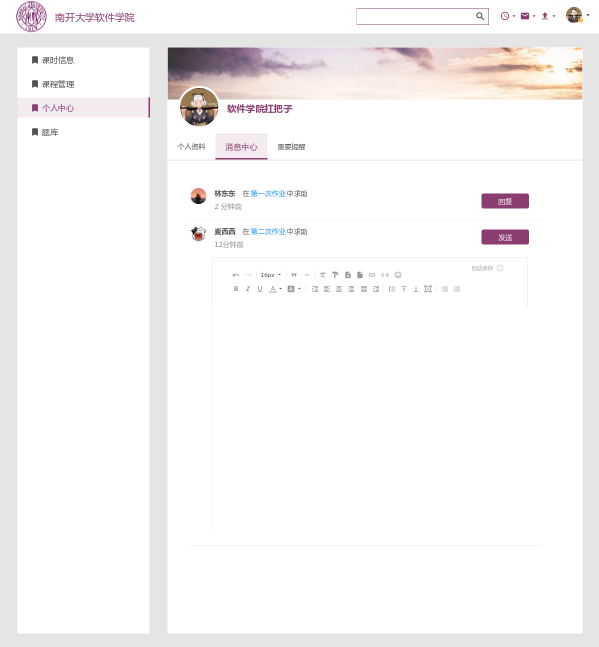 南开大学软件学院
课时信息
课程管理
个人中心
题库
软件学院扛把子
个人资料 消息中心 重要提醒
林东东 在第一次作业中求助
2 分钟前
回复
麦西西 在第二次作业中求助
12分钟前
发送
自动保存
16px
B I U A A